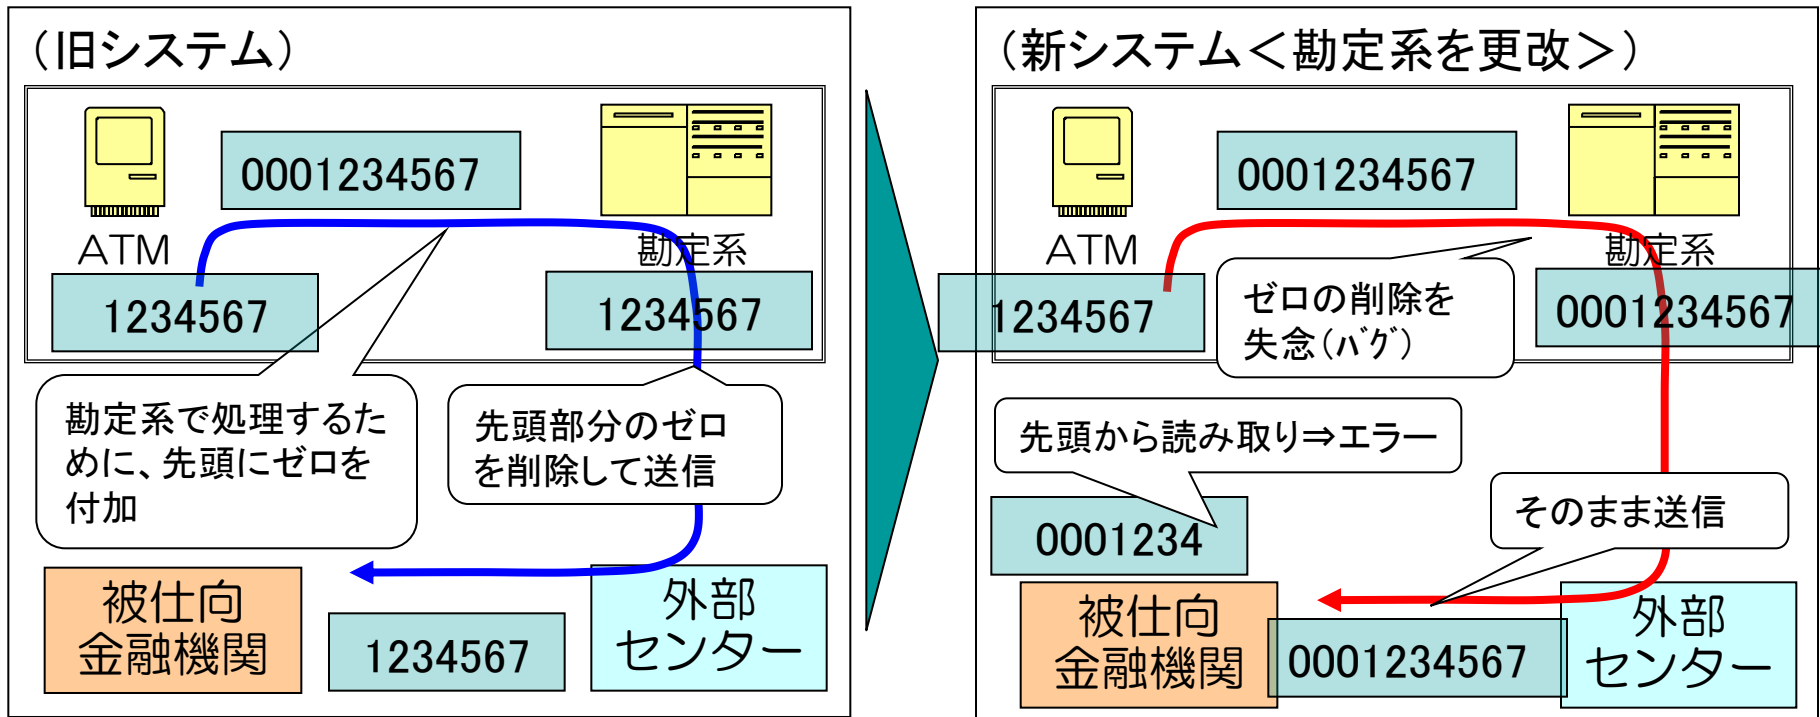 （旧システム）
0001234567
ATM
勘定系
1234567
1234567
勘定系で処理するた
めに、先頭にゼロを
付加
先頭部分のゼロ
を削除して送信
被仕向
金融機関
1234567
外部
センター
（新システム＜勘定系を更改＞）
0001234567
ATM
勘定系
1234567
ゼロの削除を
失念（ﾊﾞｸﾞ）
0001234567
先頭から読み取り⇒エラー
0001234
そのまま送信
被仕向
金融機関
0001234567
外部
センター